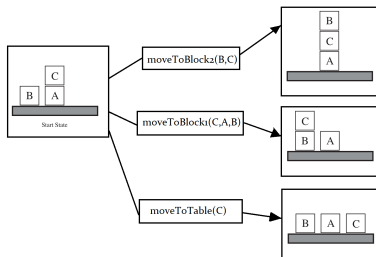 B
C
A
moveToBlock2(B,C)
C
B A
Start State
C
B A
moveToBlock1(C,A,B)
B A C
moveToTable(C)